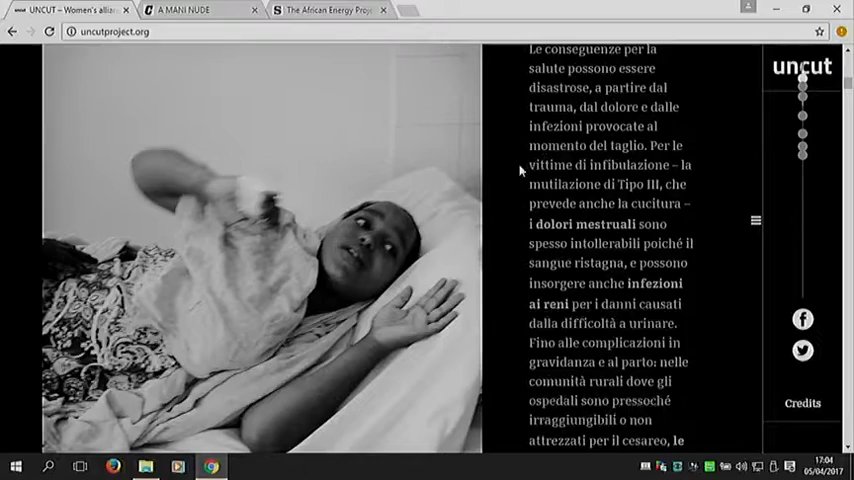 UNCUT – Women's allia
A MANI NUDE
The African Energy Proj
uncutproject.org
Le conseguenze per la
salute possono essere
disastrose, a partire dal
trauma, dal dolore e dalle
infezioni provocate al
momento del taglio. Per le
vittime di infibulazione – la
mutilazione di Tipo III, che
prevede anche la cucitura –
i dolori mestruali sono
spesso intollerabili poiché il
sangue ristagna, e possono
insorgere anche infezioni
ai reni per i danni causati
dalla difficoltà a urinare.
Fino alle complicazioni in
gravidanza e al parto: nelle
comunità rurali dove gli
ospedali sono pressoché
irraggiungibili o non
attrezzati per il cesareo, le
uncut
Credits
17:04
05/04/2017